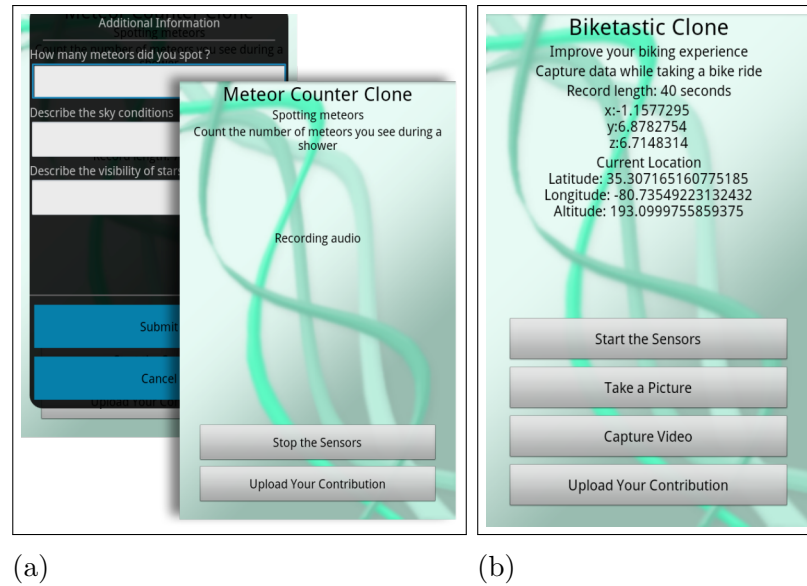 Additional Information
How many meteors did you spot ?
Describe the sky conditions
Describe the visibility of stars
Submit
Cancel
Meteor Counter Clone
Spotting meteors
Count the number of meteors you see during a
shower
Recording audio
Stop the Sensors
Upload Your Contribution
(a)
Biketastic Clone
Improve your biking experience
Capture data while taking a bike ride
Record length: 40 seconds
x:-1.1577295
y:6.8782754
z:6.7148314
Current Location
Latitude: 35.307165160775185
Longitude: -80.73549223132432
Altitude: 193.0999755859375
Start the Sensors
Take a Picture
Capture Video
Upload Your Contribution
(b)